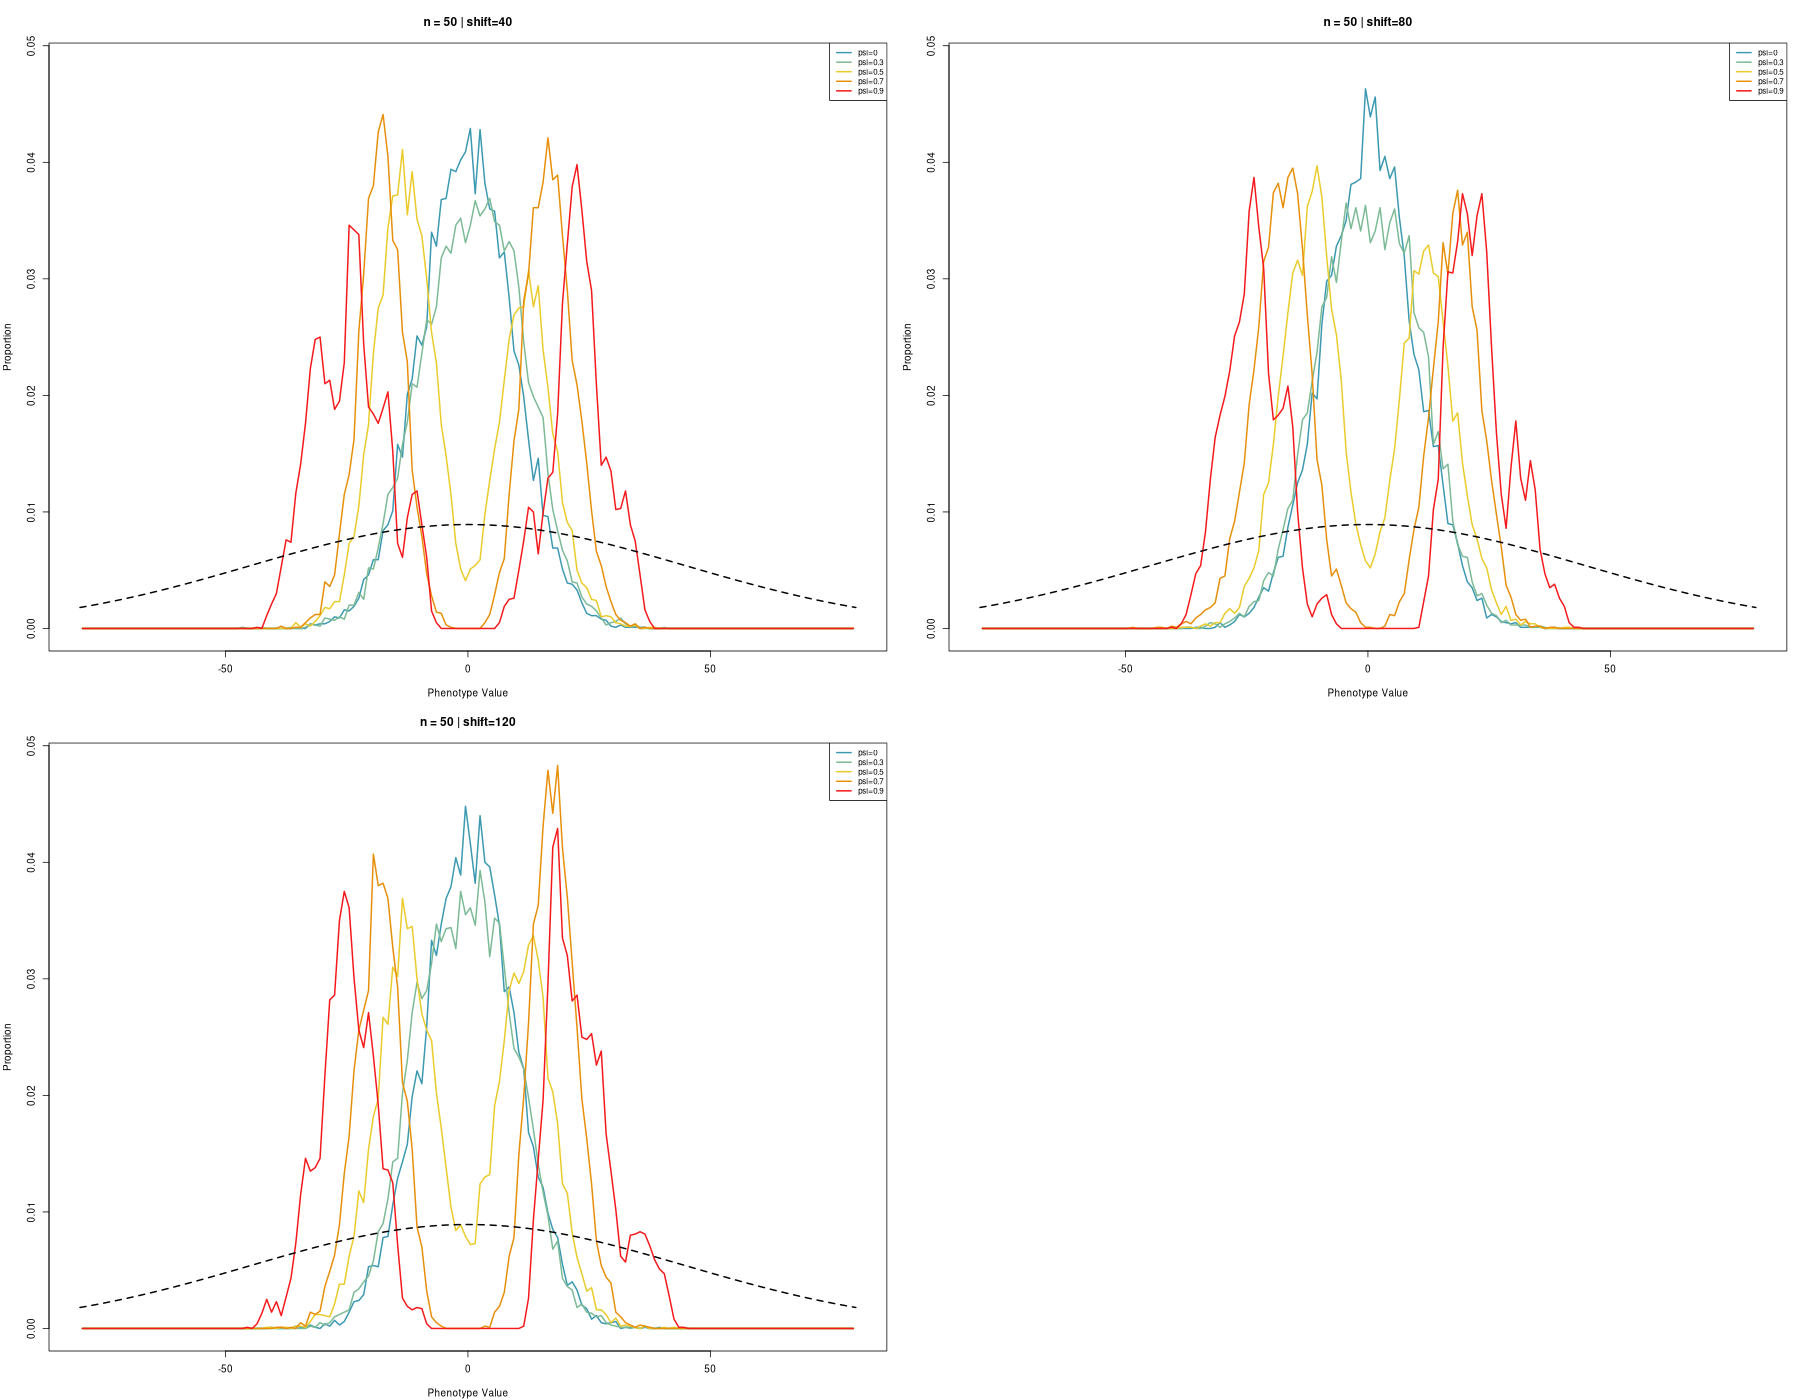 n = 50 | shift=40
psi=0
psi=0.3
psi=0.5
psi=0.7
psi=0.9
Proportion
0.05
0.04
0.03
0.02
0.01
0.00
-50
0
50
Phenotype Value
n = 50 | shift=80
psi=0
psi=0.3
psi=0.5
psi=0.7
psi=0.9
Proportion
0.05
0.04
0.03
0.02
0.01
0.00
-50
0
50
Phenotype Value
n = 50 | shift=120
psi=0
psi=0.3
psi=0.5
psi=0.7
psi=0.9
Proportion
0.05
0.04
0.03
0.02
0.01
0.00
-50
0
50
Phenotype Value